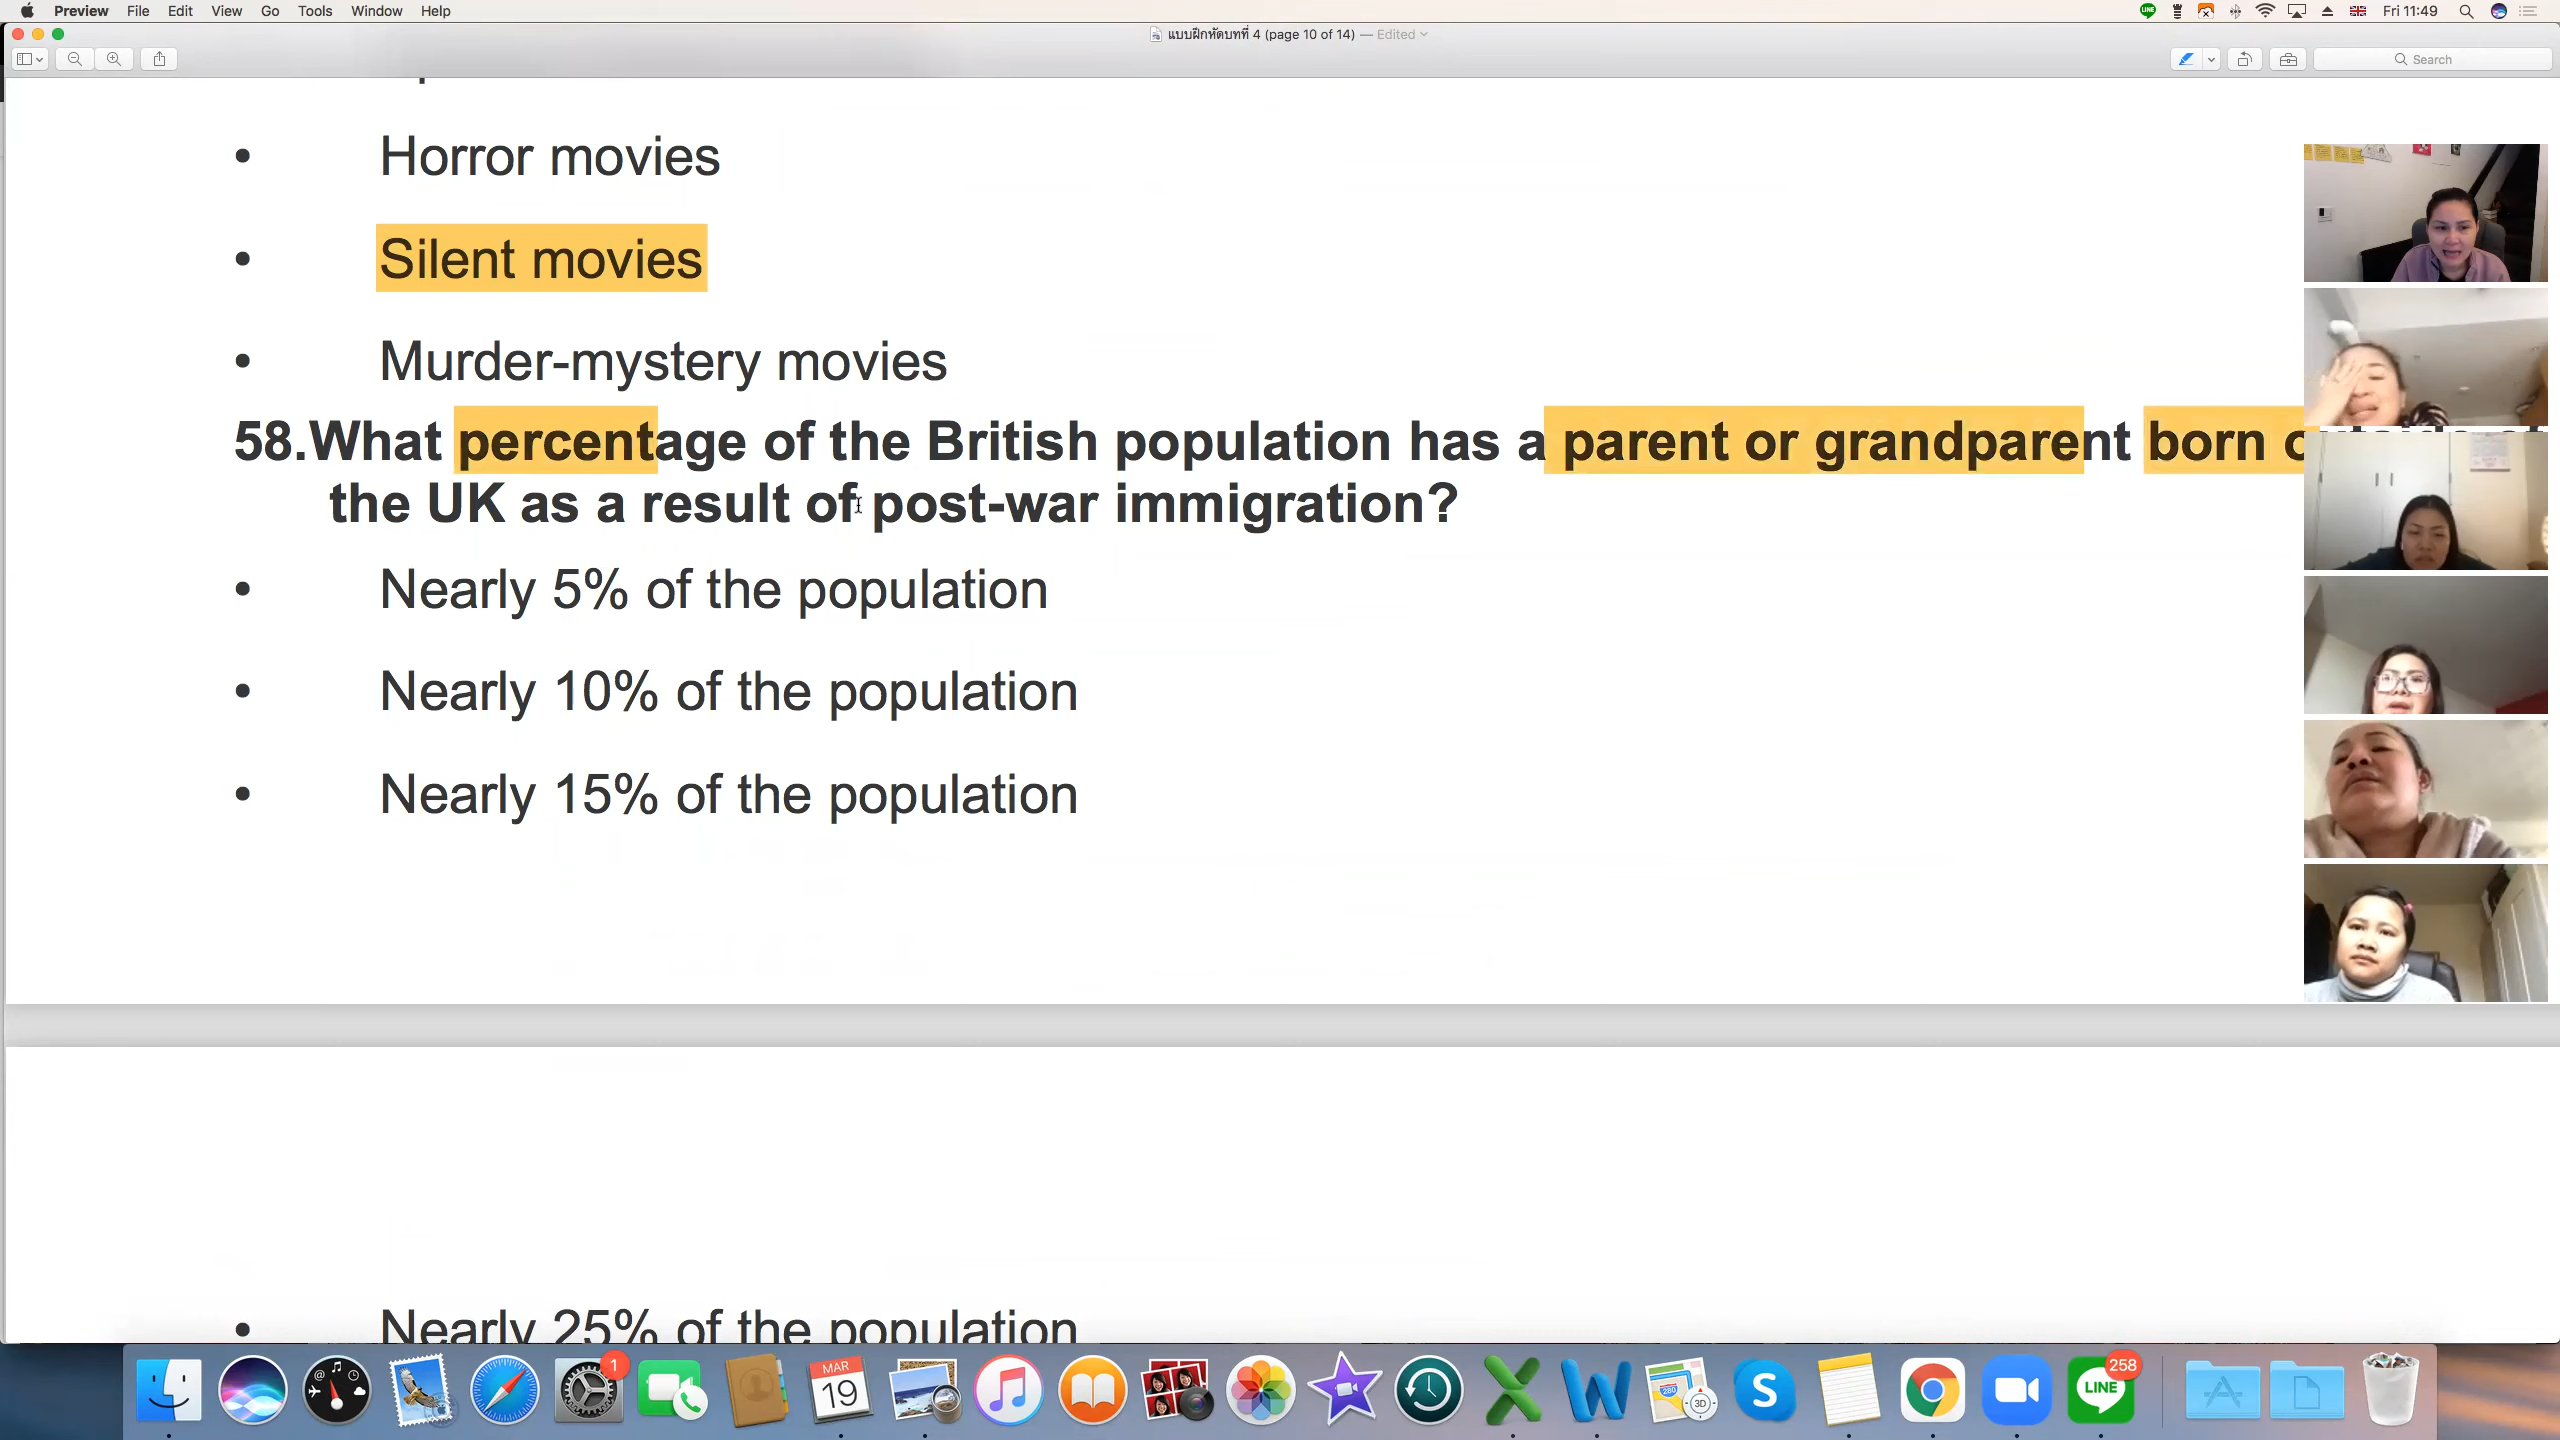 Preview File Edit View Go Tools Window Help Fri 11:49
แบบฝึกหัดบทที่ 4 (page 10 of 14) — Edited
Search
• Horror movies
• Silent movies
• Murder-mystery movies
58.What percentage of the British population has a parent or grandparent born
the UK as a result of post-war immigration?
• Nearly 5% of the population
• Nearly 10% of the population
• Nearly 15% of the population
• Nearly 25% of the population
1
MAR
19
280
3D
S
LINE
258